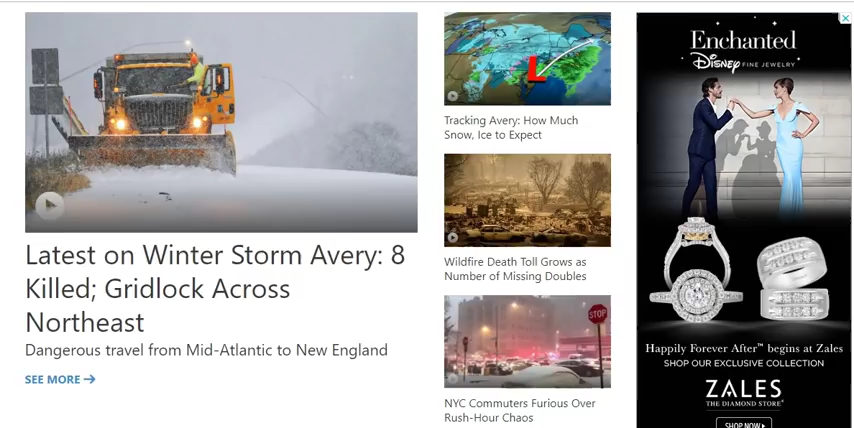 Latest on Winter Storm Avery: 8
Killed; Gridlock Across
Northeast
Dangerous travel from Mid-Atlantic to New England
SEE MORE →
L
Tracking Avery: How Much
Snow, Ice to Expect
Wildfire Death Toll Grows as
Number of Missing Doubles
STOP
NYC Commuters Furious Over
Rush-Hour Chaos
Enchanted
Disney FINE JEWELRY
Happily Forever After™ begins at Zales
SHOP OUR EXCLUSIVE COLLECTION
ZALES
THE DIAMOND STORE®
SHOP NOW